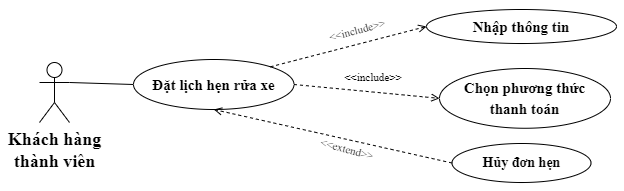 <<include>>
Nhập thông tin
Đặt lịch hẹn rửa xe
<<include>>
Chọn phương thức
thanh toán
Khách hàng
thành viên
<<extend>>
Hủy đơn hẹn